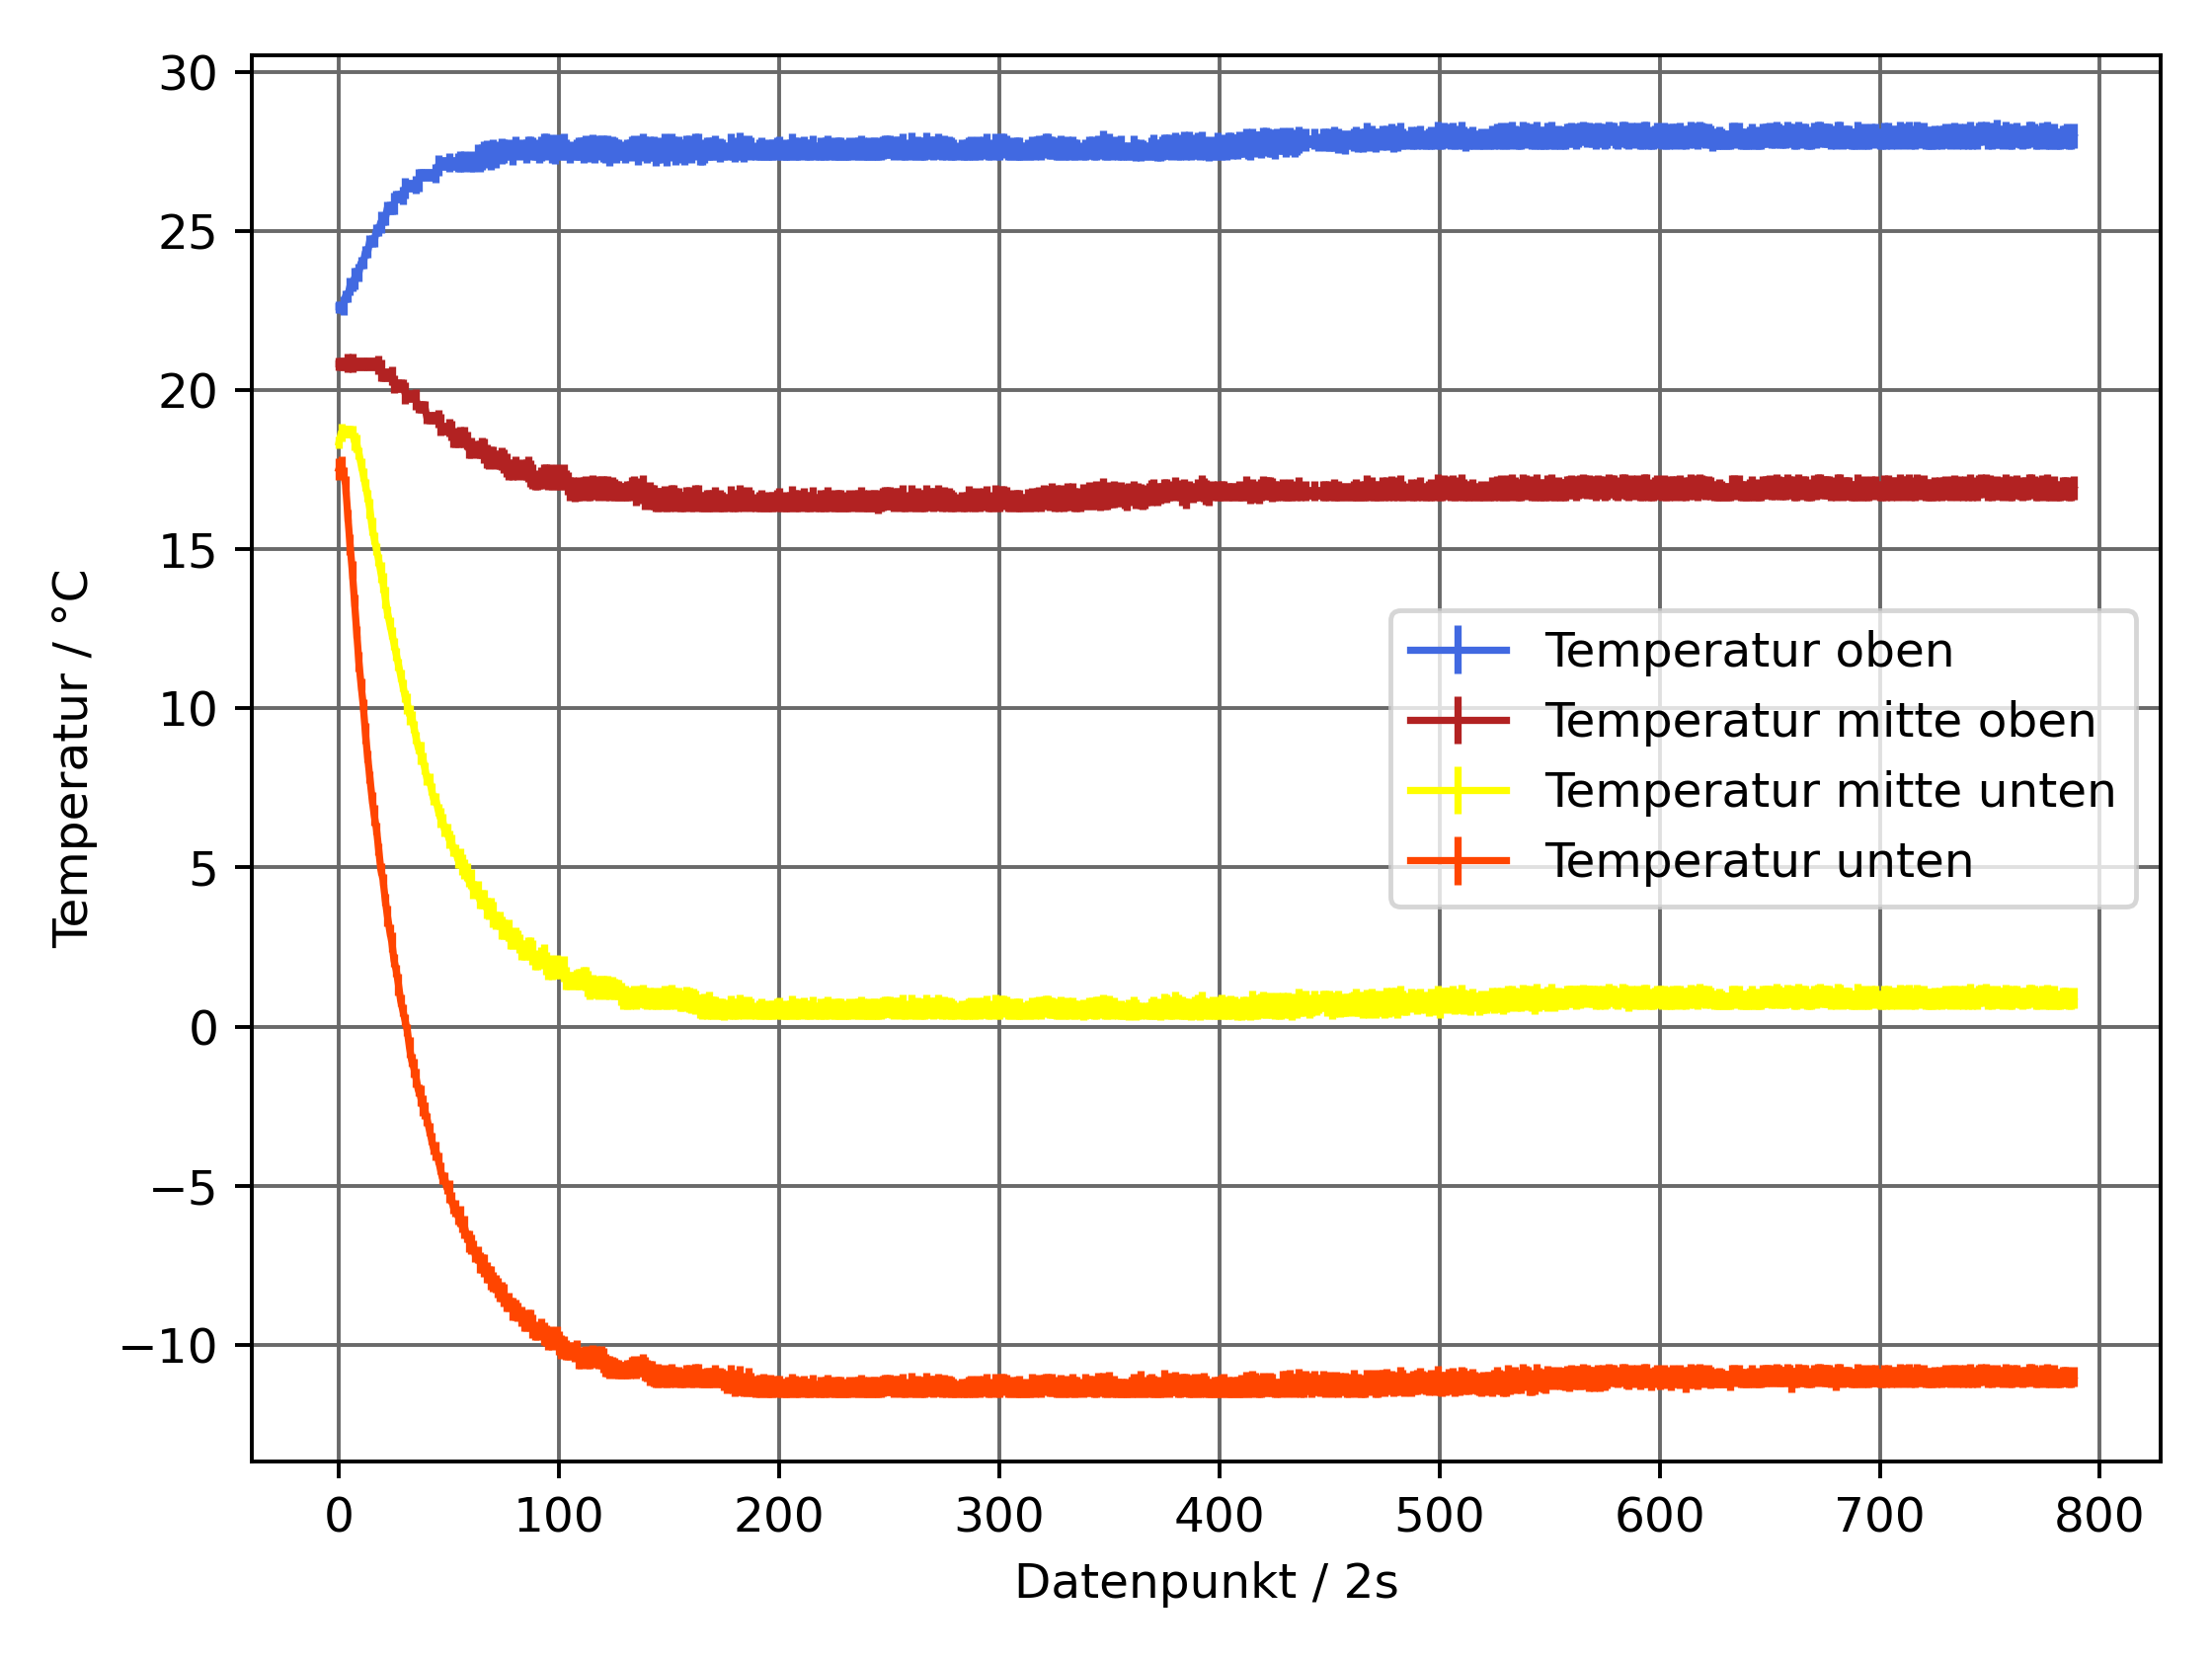 30
25
20
15
10
5
0
−5
−10
Temperatur / °C
Temperatur oben
Temperatur mitte oben
Temperatur mitte unten
Temperatur unten
0 100 200 300 400 500 600 700 800
Datenpunkt / 2s